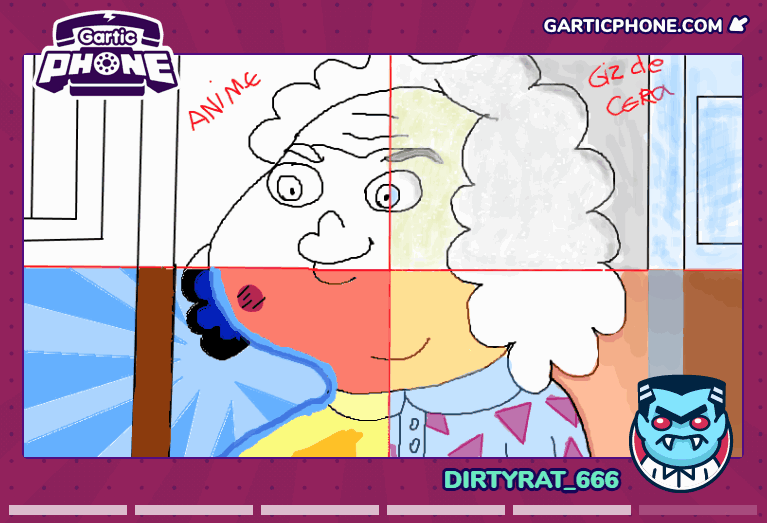 Gartic
PHONE
GARTICPHONE.COM
ANiME
Giz de
CERA
DIRTYRAT_666